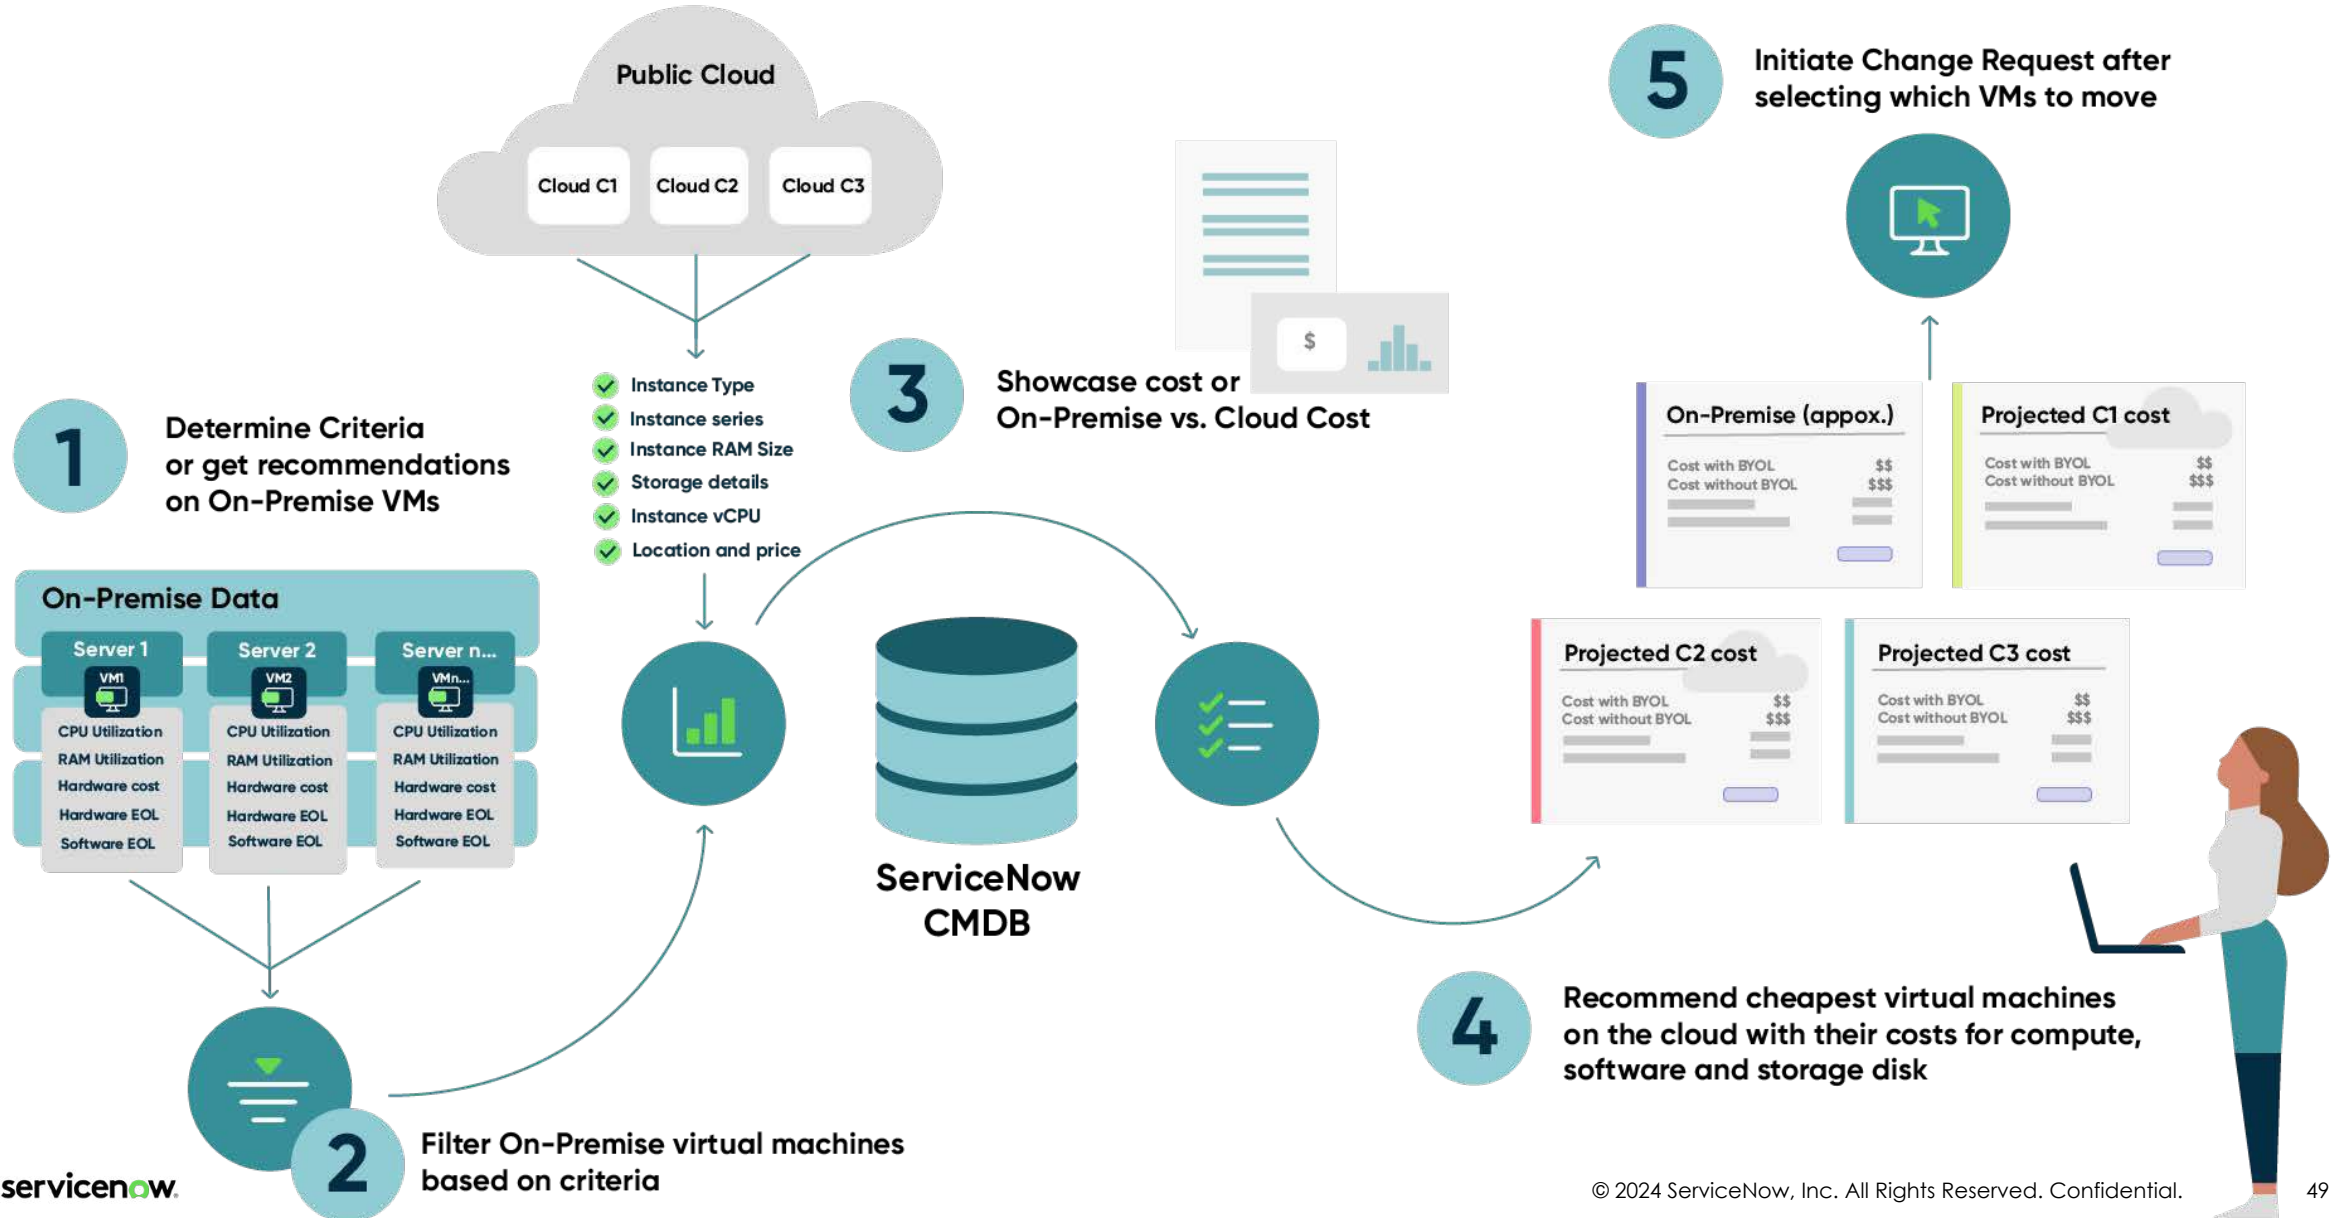 Public Cloud
Cloud C1
Cloud C2
Cloud C3
Instance Type
Instance series
Instance RAM Size
Storage details
Instance vCPU
Location and price
1
Determine Criteria
or get recommendations
on On-Premise VMs
On-Premise Data
Server 1
VM1
CPU Utilization
RAM Utilization
Hardware cost
Hardware EOL
Software EOL
Server 2
VM2
CPU Utilization
RAM Utilization
Hardware cost
Hardware EOL
Software EOL
Server n...
VMn...
CPU Utilization
RAM Utilization
Hardware cost
Hardware EOL
Software EOL
2
Filter On-Premise virtual machines
based on criteria
3
Showcase cost or
On-Premise vs. Cloud Cost
$
ServiceNow
CMDB
4
Recommend cheapest virtual machines
on the cloud with their costs for compute,
software and storage disk
5
Initiate Change Request after
selecting which VMs to move
On-Premise (appox.)
Cost with BYOL $$
Cost without BYOL $$$
Projected C1 cost
Cost with BYOL $$
Cost without BYOL $$$
Projected C2 cost
Cost with BYOL $$
Cost without BYOL $$$
Projected C3 cost
Cost with BYOL $$
Cost without BYOL $$$
servicenow.
© 2024 ServiceNow, Inc. All Rights Reserved. Confidential.
49